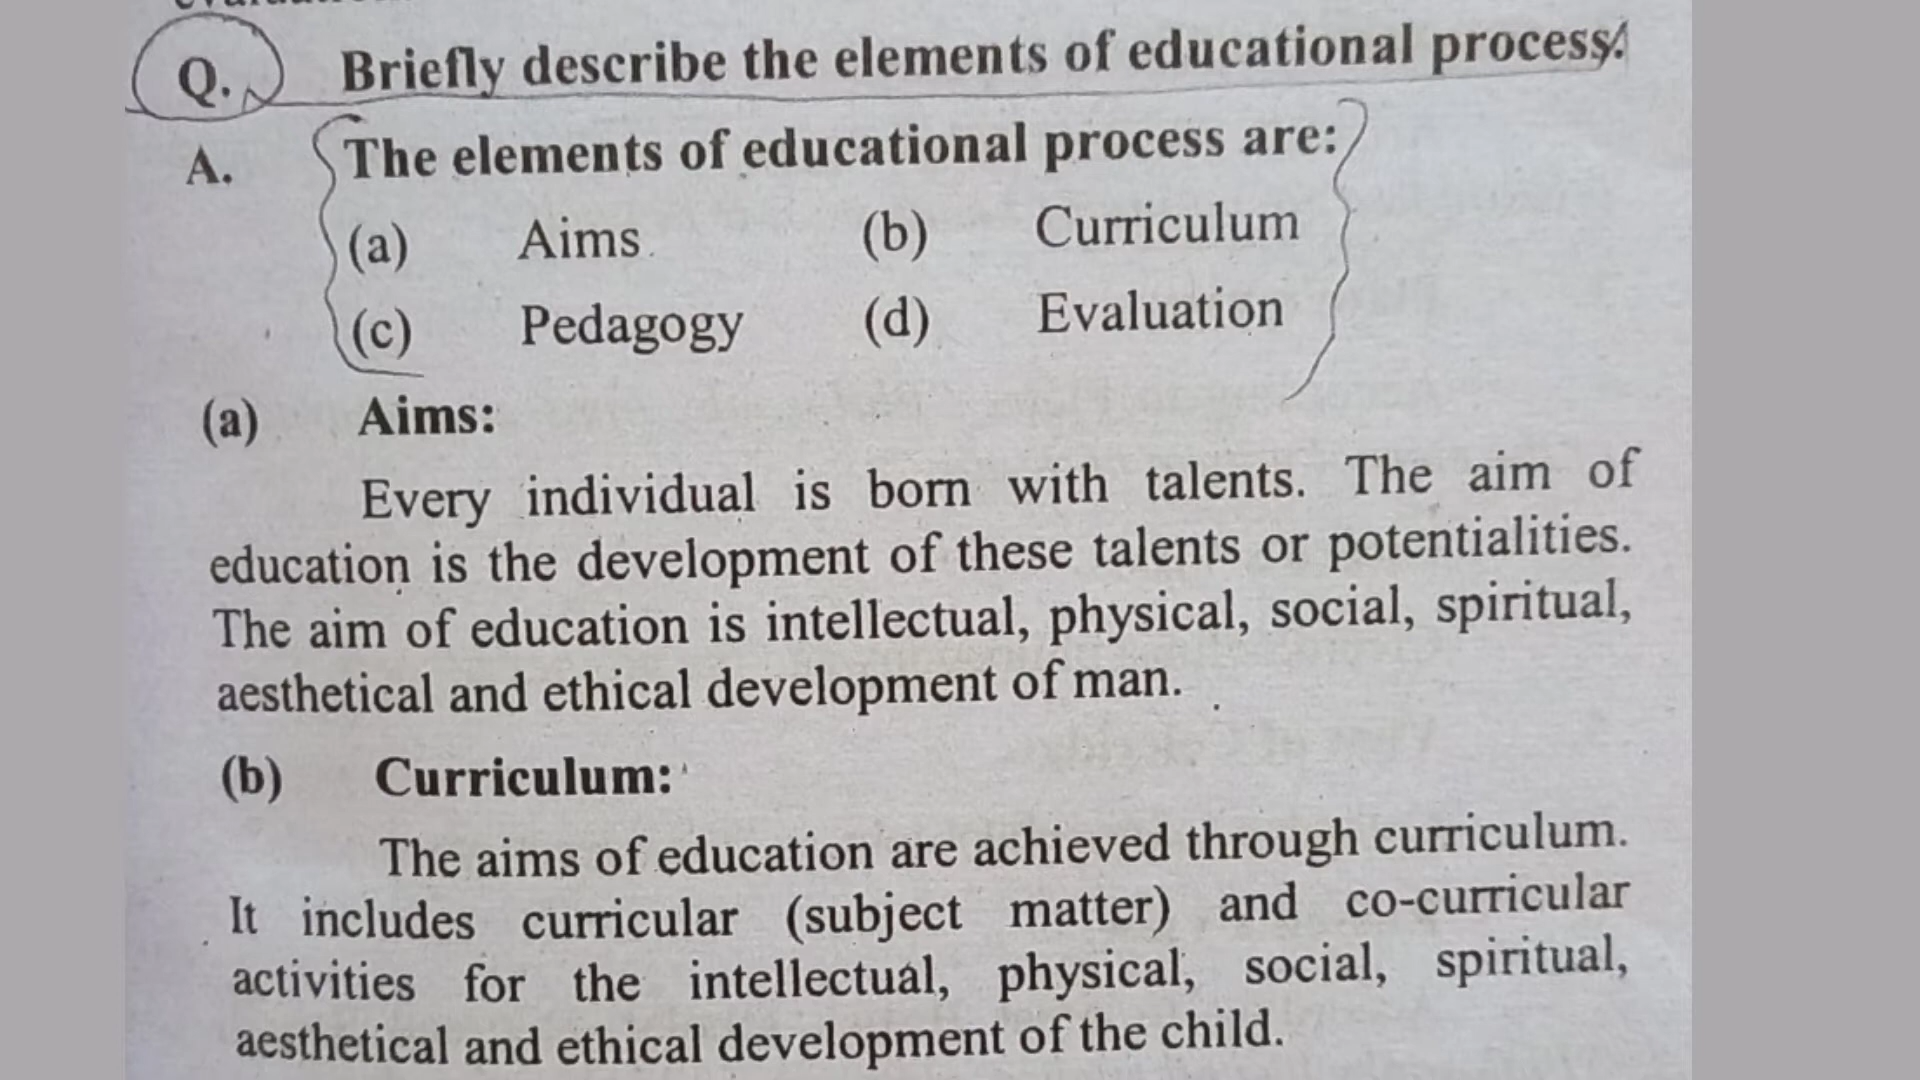 Q. Briefly describe the elements of educational process.
A. The elements of educational process are:
(a) Aims (b) Curriculum
(c) Pedagogy (d) Evaluation
(a) Aims:
Every individual is born with talents. The aim of
education is the development of these talents or potentialities.
The aim of education is intellectual, physical, social, spiritual,
aesthetical and ethical development of man.
(b) Curriculum:
The aims of education are achieved through curriculum.
It includes curricular (subject matter) and co-curricular
activities for the intellectual, physical, social, spiritual,
aesthetical and ethical development of the child.